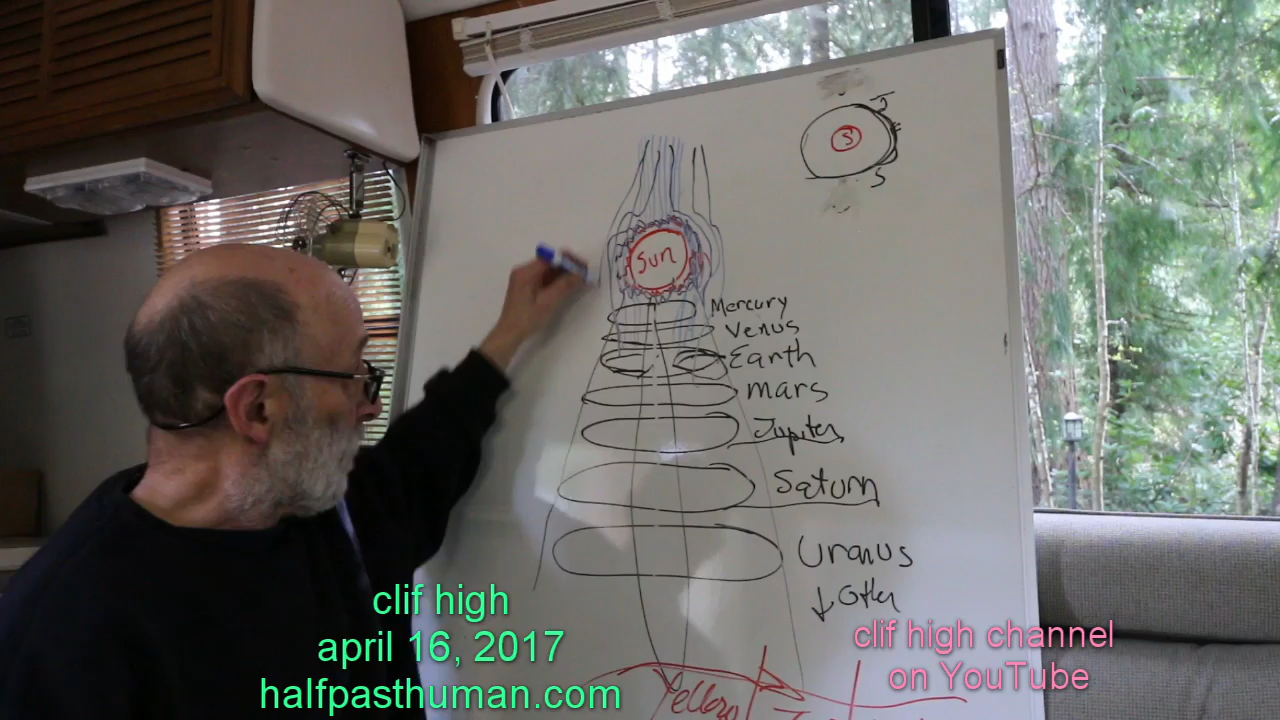 J
S
S
Sun
Mercury
Venus
Earth
mars
Jupiter
Saturn
Uranus
↓ Other
clif high
april 16, 2017
halfpasthuman.com
clif high channel
on YouTube